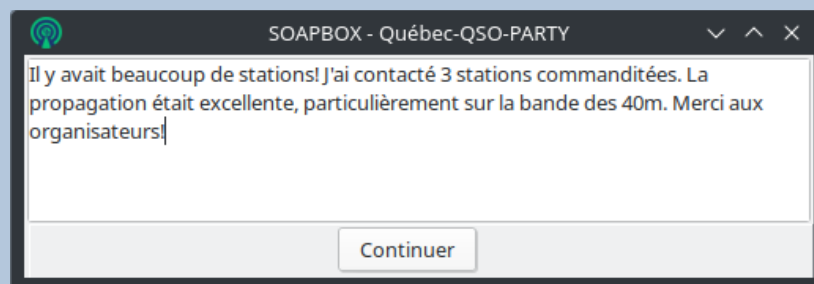 SOAPBOX - Québec-QSO-PARTY
Il y avait beaucoup de stations! J'ai contacté 3 stations commanditées. La
propagation était excellente, particulièrement sur la bande des 40m. Merci aux
organisateurs!
Continuer